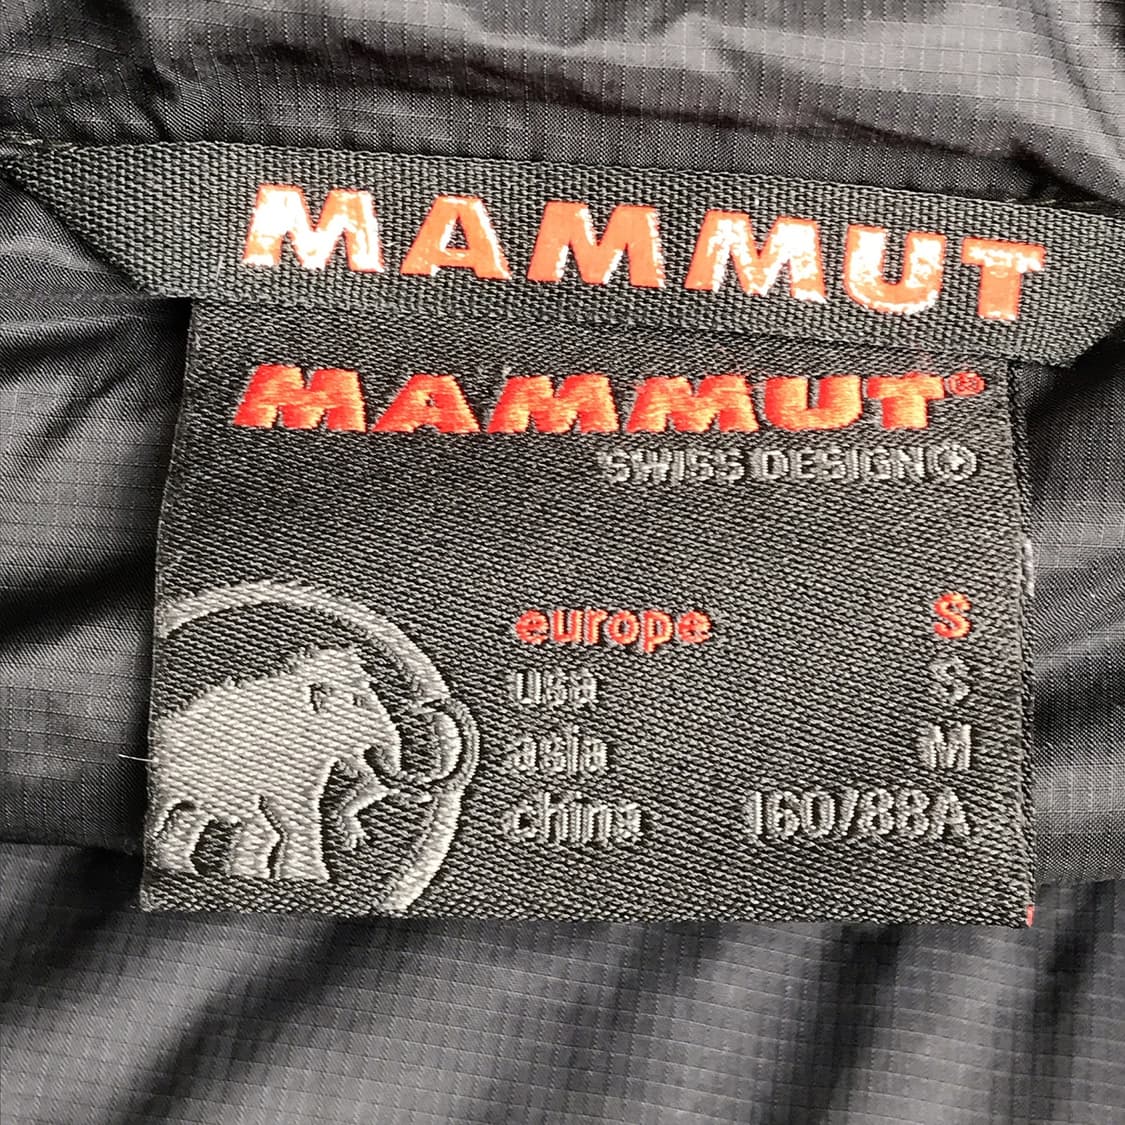 MAMMUT
MAMMUT®
SWISS DESIGN
europe S
usa S
asia M
china 160/88A